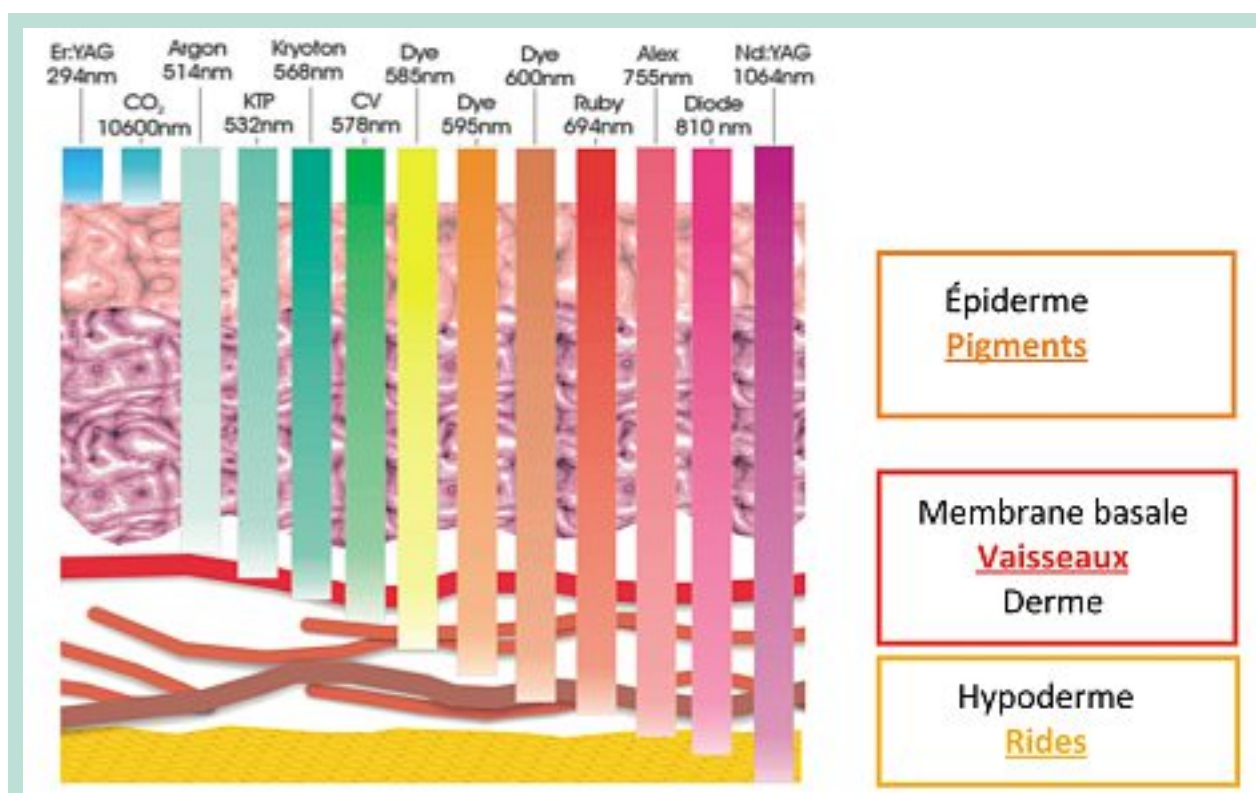 Er:YAG
294nm
Argon
514nm
Kryoton
568nm
Dye
585nm
Dye
600nm
Alex
755nm
Nd:YAG
1064nm
CO₂
10600nm
KTP
532nm
CV
578nm
Dye
595nm
Ruby
694nm
Diode
810 nm
Épiderme
Pigments
Membrane basale
Vaisseaux
Derme
Hypoderme
Rides